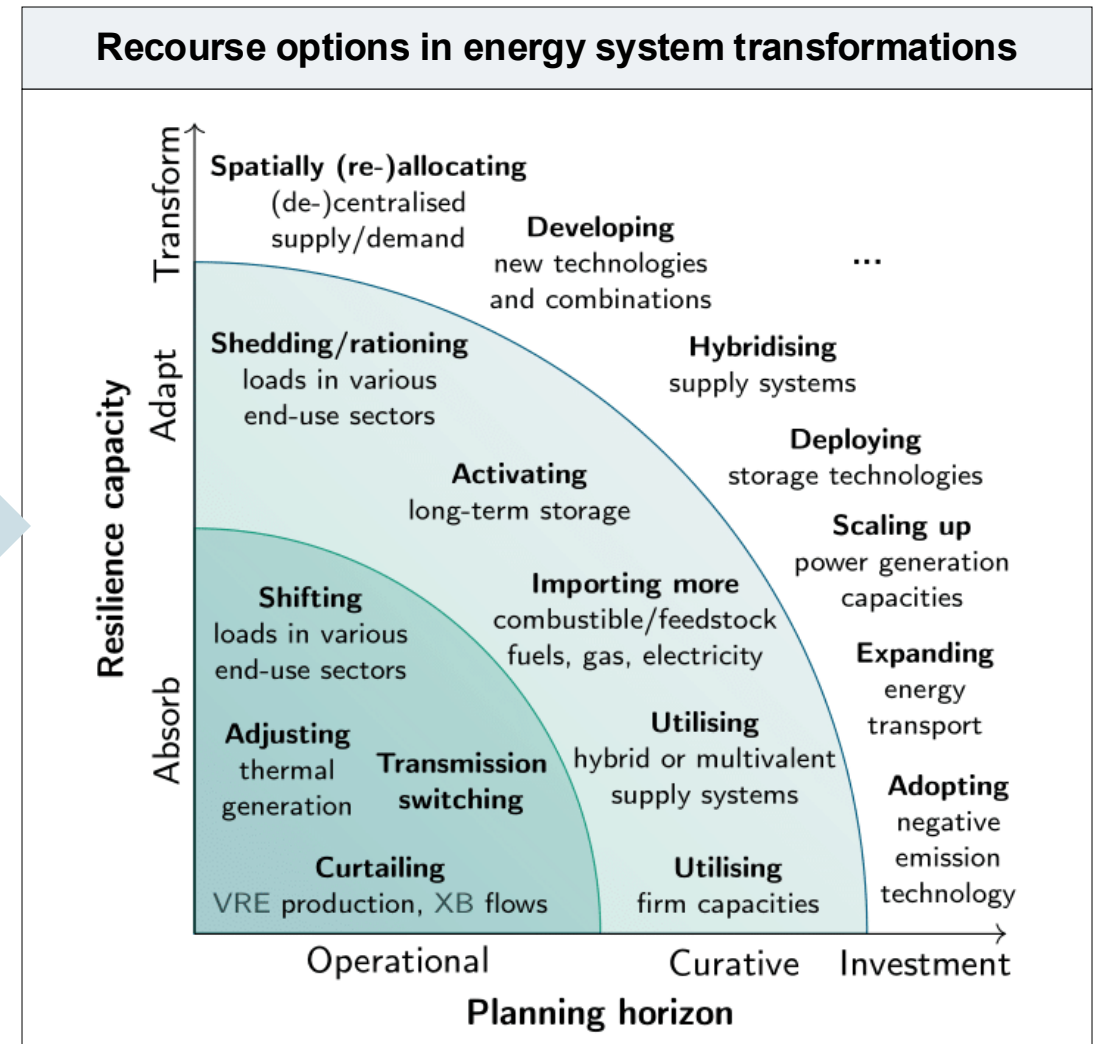 Recourse options in energy system transformations
Resilience capacity
Transform
Adapt
Absorb
Spatially (re-)allocating
(de-)centralised
supply/demand
Developing
new technologies
and combinations
...
Hybridising
supply systems
Deploying
storage technologies
Scaling up
power generation
capacities
Expanding
energy
transport
Adopting
negative
emission
technology
Shedding/rationing
loads in various
end-use sectors
Activating
long-term storage
Importing more
combustible/feedstock
fuels, gas, electricity
Utilising
hybrid or multivalent
supply systems
Utilising
firm capacities
Shifting
loads in various
end-use sectors
Adjusting
thermal
generation
Transmission
switching
Curtailing
VRE production, XB flows
Operational
Curative
Investment
Planning horizon